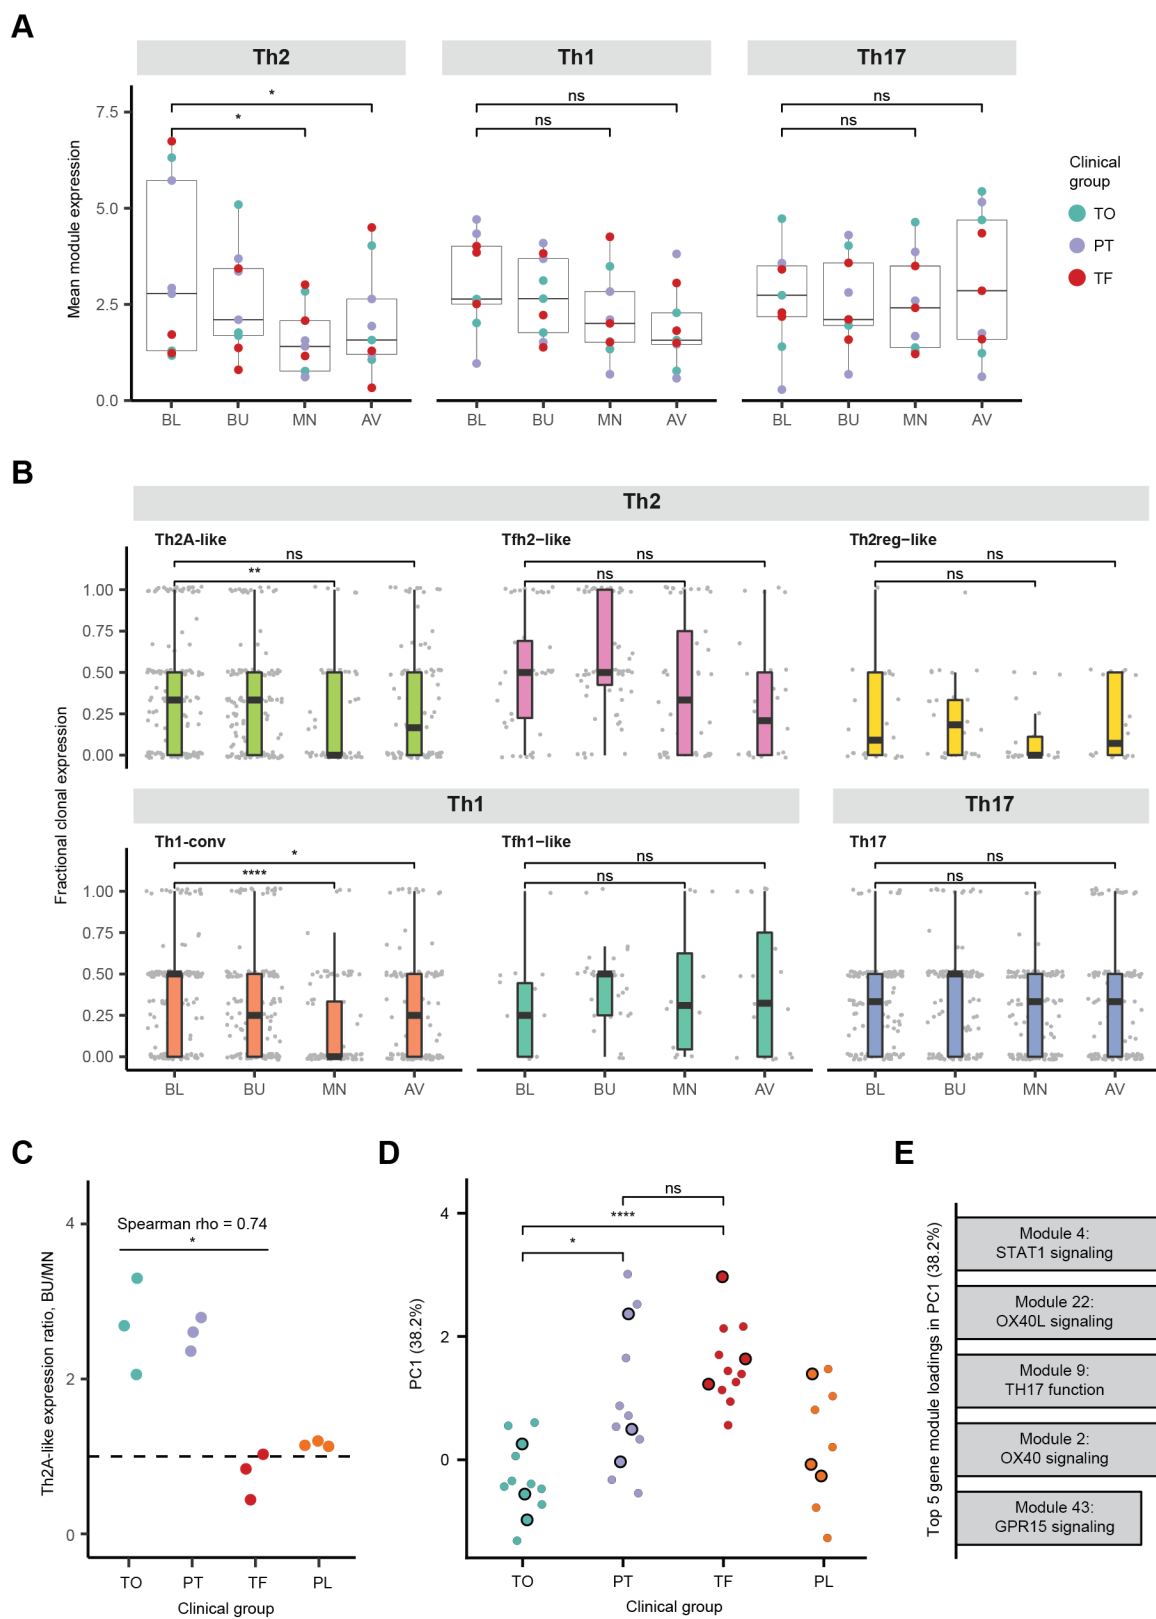 A
Th2
Th1
Th17
Mean module expression
7.5
5.0
2.5
0.0
*
*
ns
ns
ns
ns
BL
BU
MN
AV
BL
BU
MN
AV
BL
BU
MN
AV
Clinical
group
TO
PT
TF
B
Th2
Fractional clonal expression
Th2A-like
Tfh2−like
Th2reg−like
ns
**
ns
ns
ns
ns
1.00
0.75
0.50
0.25
0.00
Th1
Th17
Th1-conv
Tfh1−like
Th17
*
****
ns
ns
ns
ns
1.00
0.75
0.50
0.25
0.00
BL
BU
MN
AV
BL
BU
MN
AV
BL
BU
MN
AV
C
Th2A-like expression ratio, BU/MN
4
2
0
Spearman rho = 0.74
*
TO
PT
TF
PL
Clinical group
D
PC1 (38.2%)
4
2
0
ns
****
*
TO
PT
TF
PL
Clinical group
E
Top 5 gene module loadings in PC1 (38.2%)
Module 4:
STAT1 signaling
Module 22:
OX40L signaling
Module 9:
TH17 function
Module 2:
OX40 signaling
Module 43:
GPR15 signaling